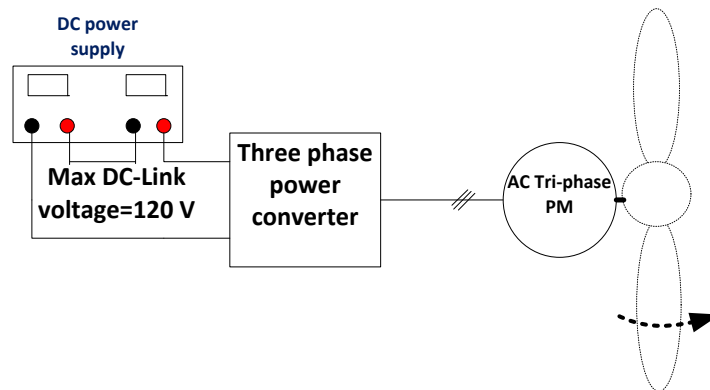 DC power
supply
Max DC-Link
voltage=120 V
Three phase
power
converter
AC Tri-phase
PM